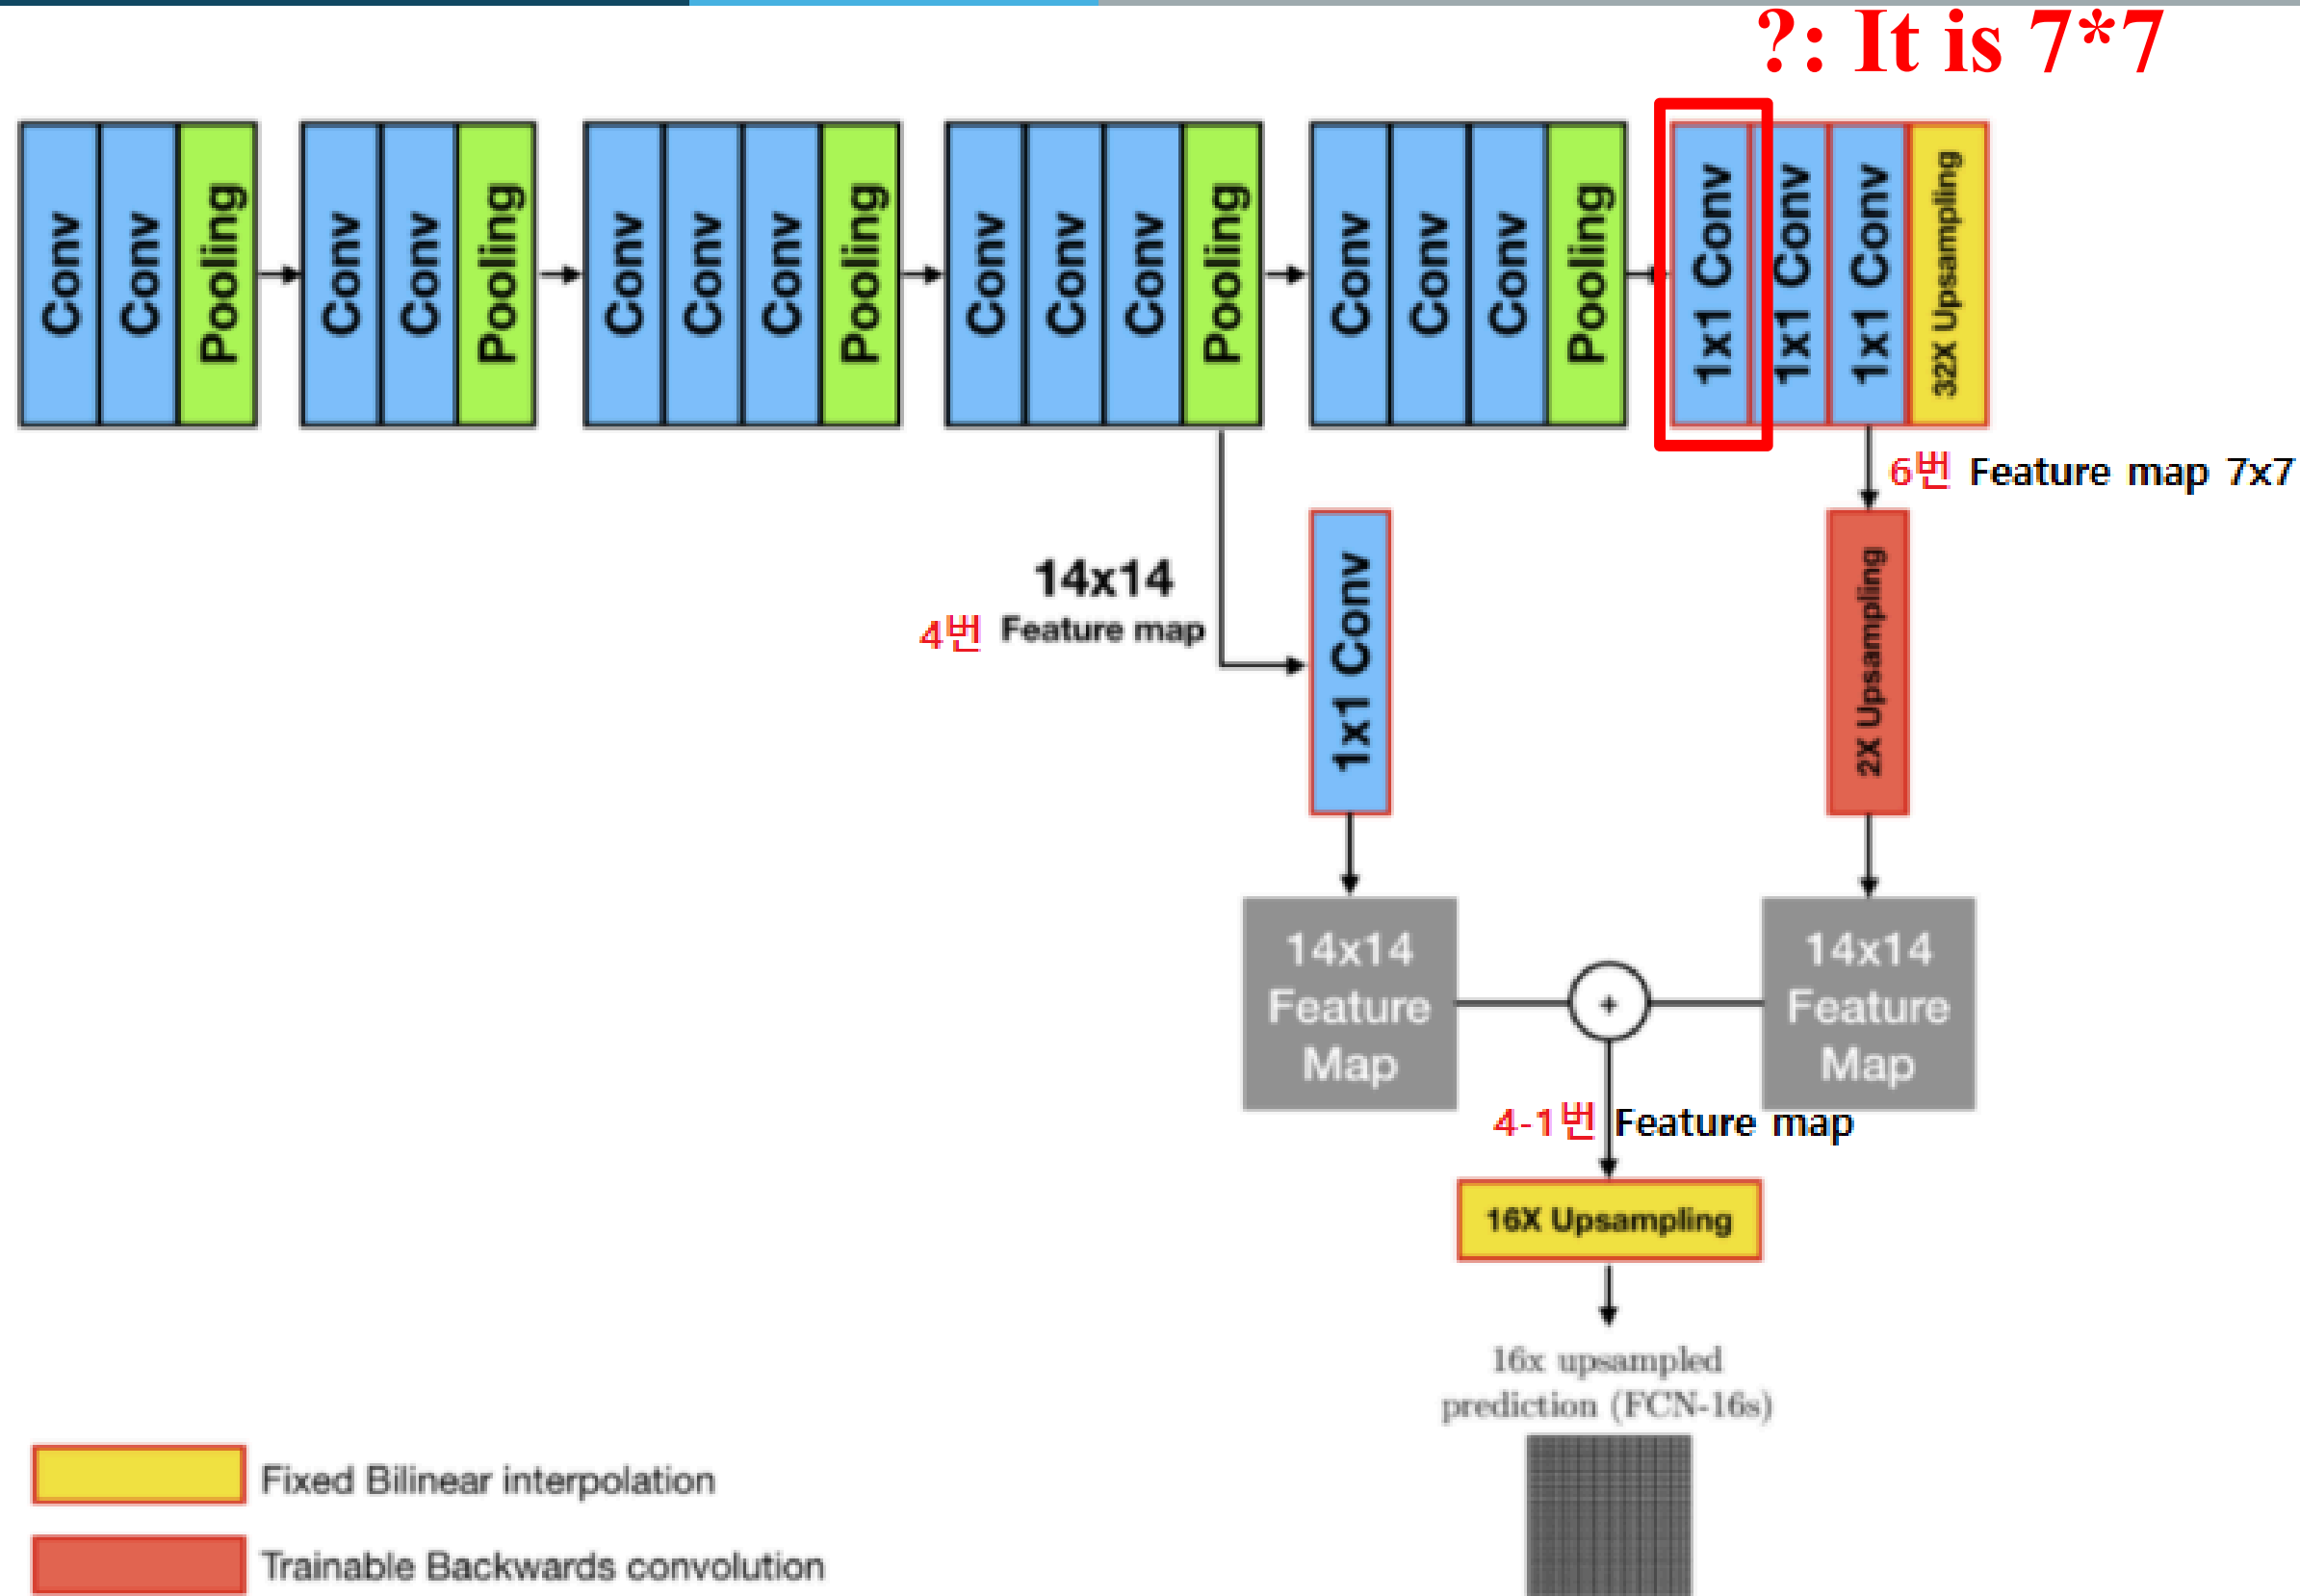 ?: It is 7*7
Conv
Conv
Pooling
Conv
Conv
Pooling
Conv
Conv
Conv
Pooling
Conv
Conv
Conv
Pooling
Conv
Conv
Conv
Pooling
1x1 Conv
1x1 Conv
1x1 Conv
32X Upsampling
6번 Feature map 7x7
14x14
4번 Feature map
1x1 Conv
2X Upsampling
14x14
Feature
Map
+
14x14
Feature
Map
4-1번 Feature map
16X Upsampling
16x upsampled
prediction (FCN-16s)
Fixed Bilinear interpolation
Trainable Backwards convolution